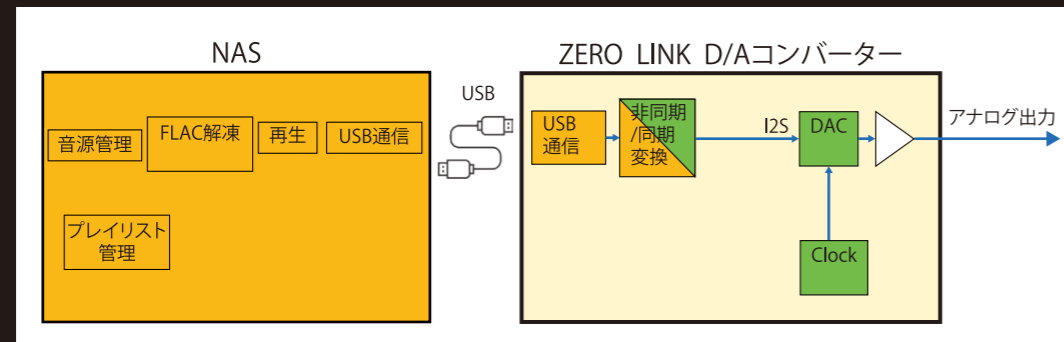 NAS
ZERO LINK D/Aコンバーター
音源管理
FLAC解凍
再生
USB通信
プレイリスト
管理
USB
USB
通信
非同期
/同期
変換
I2S
DAC
Clock
アナログ出力